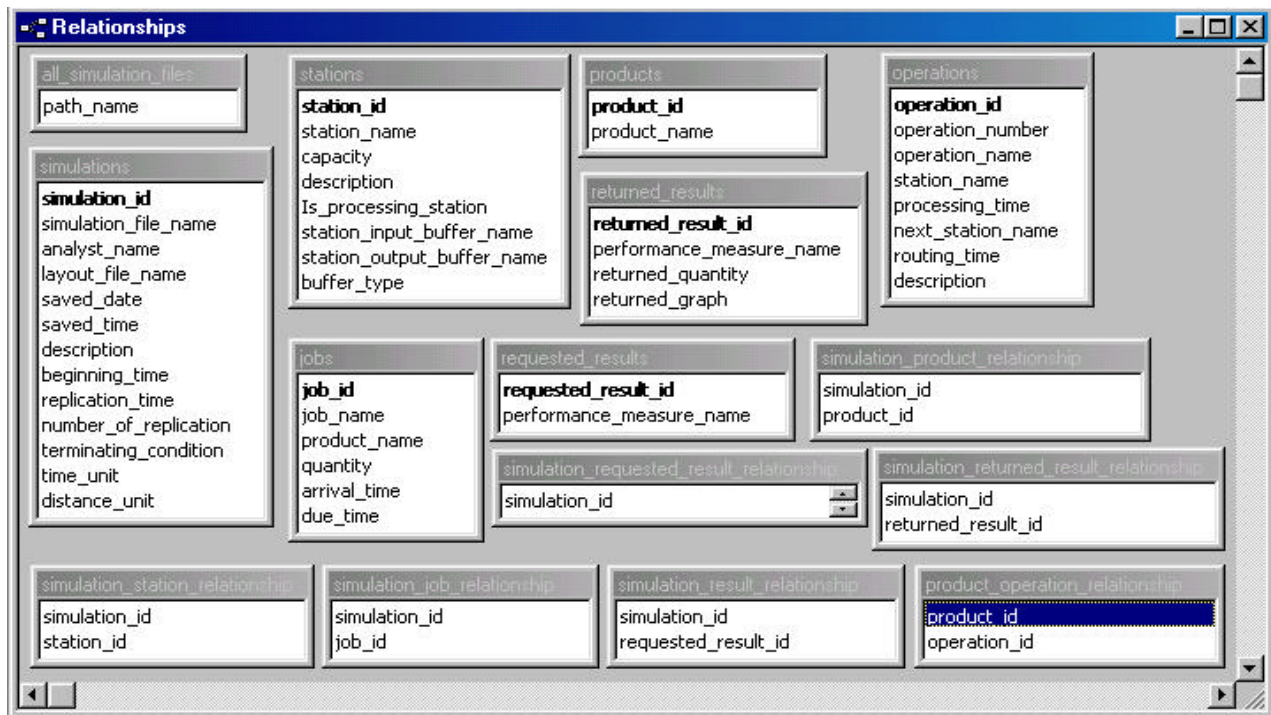 Relationships
all_simulation_files
path_name
simulations
simulation_id
simulation_file_name
analyst_name
layout_file_name
saved_date
saved_time
description
beginning_time
replication_time
number_of_replication
terminating_condition
time_unit
distance_unit
stations
station_id
station_name
capacity
description
Is_processing_station
station_input_buffer_name
station_output_buffer_name
buffer_type
products
product_id
product_name
operations
operation_id
operation_number
operation_name
station_name
processing_time
next_station_name
routing_time
description
returned_results
returned_result_id
performance_measure_name
returned_quantity
returned_graph
jobs
job_id
job_name
product_name
quantity
arrival_time
due_time
requested_results
requested_result_id
performance_measure_name
simulation_product_relationship
simulation_id
product_id
simulation_requested_result_relationship
simulation_id
simulation_returned_result_relationship
simulation_id
returned_result_id
simulation_station_relationship
simulation_id
station_id
simulation_job_relationship
simulation_id
job_id
simulation_result_relationship
simulation_id
requested_result_id
product_operation_relationship
product_id
operation_id